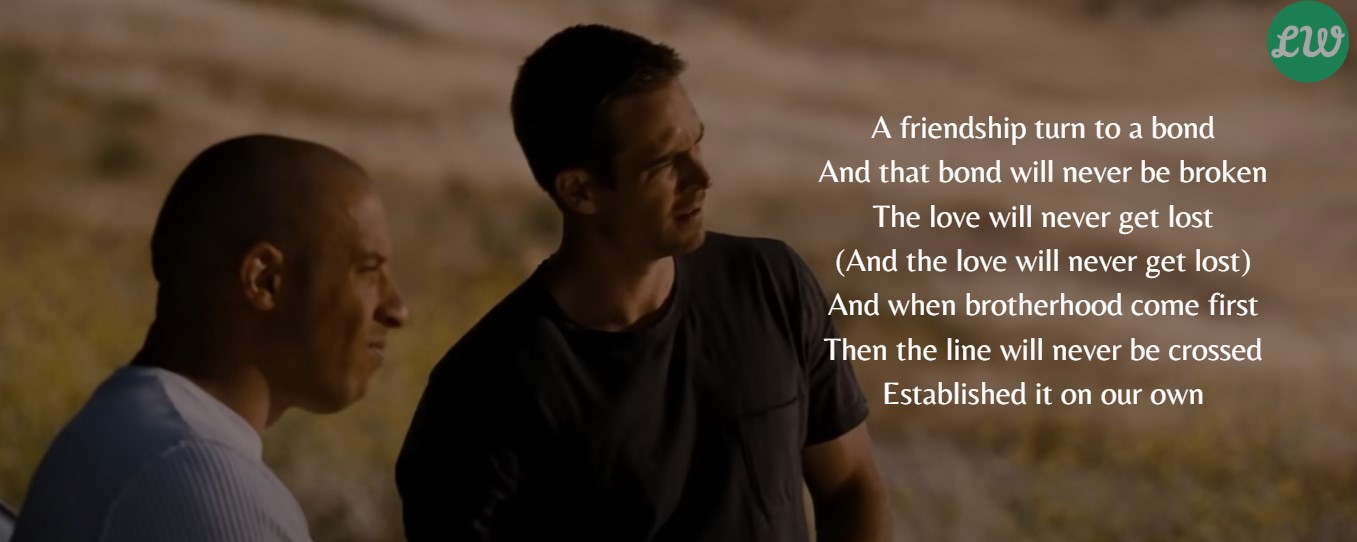 LW
A friendship turn to a bond
And that bond will never be broken
The love will never get lost
(And the love will never get lost)
And when brotherhood come first
Then the line will never be crossed
Established it on our own